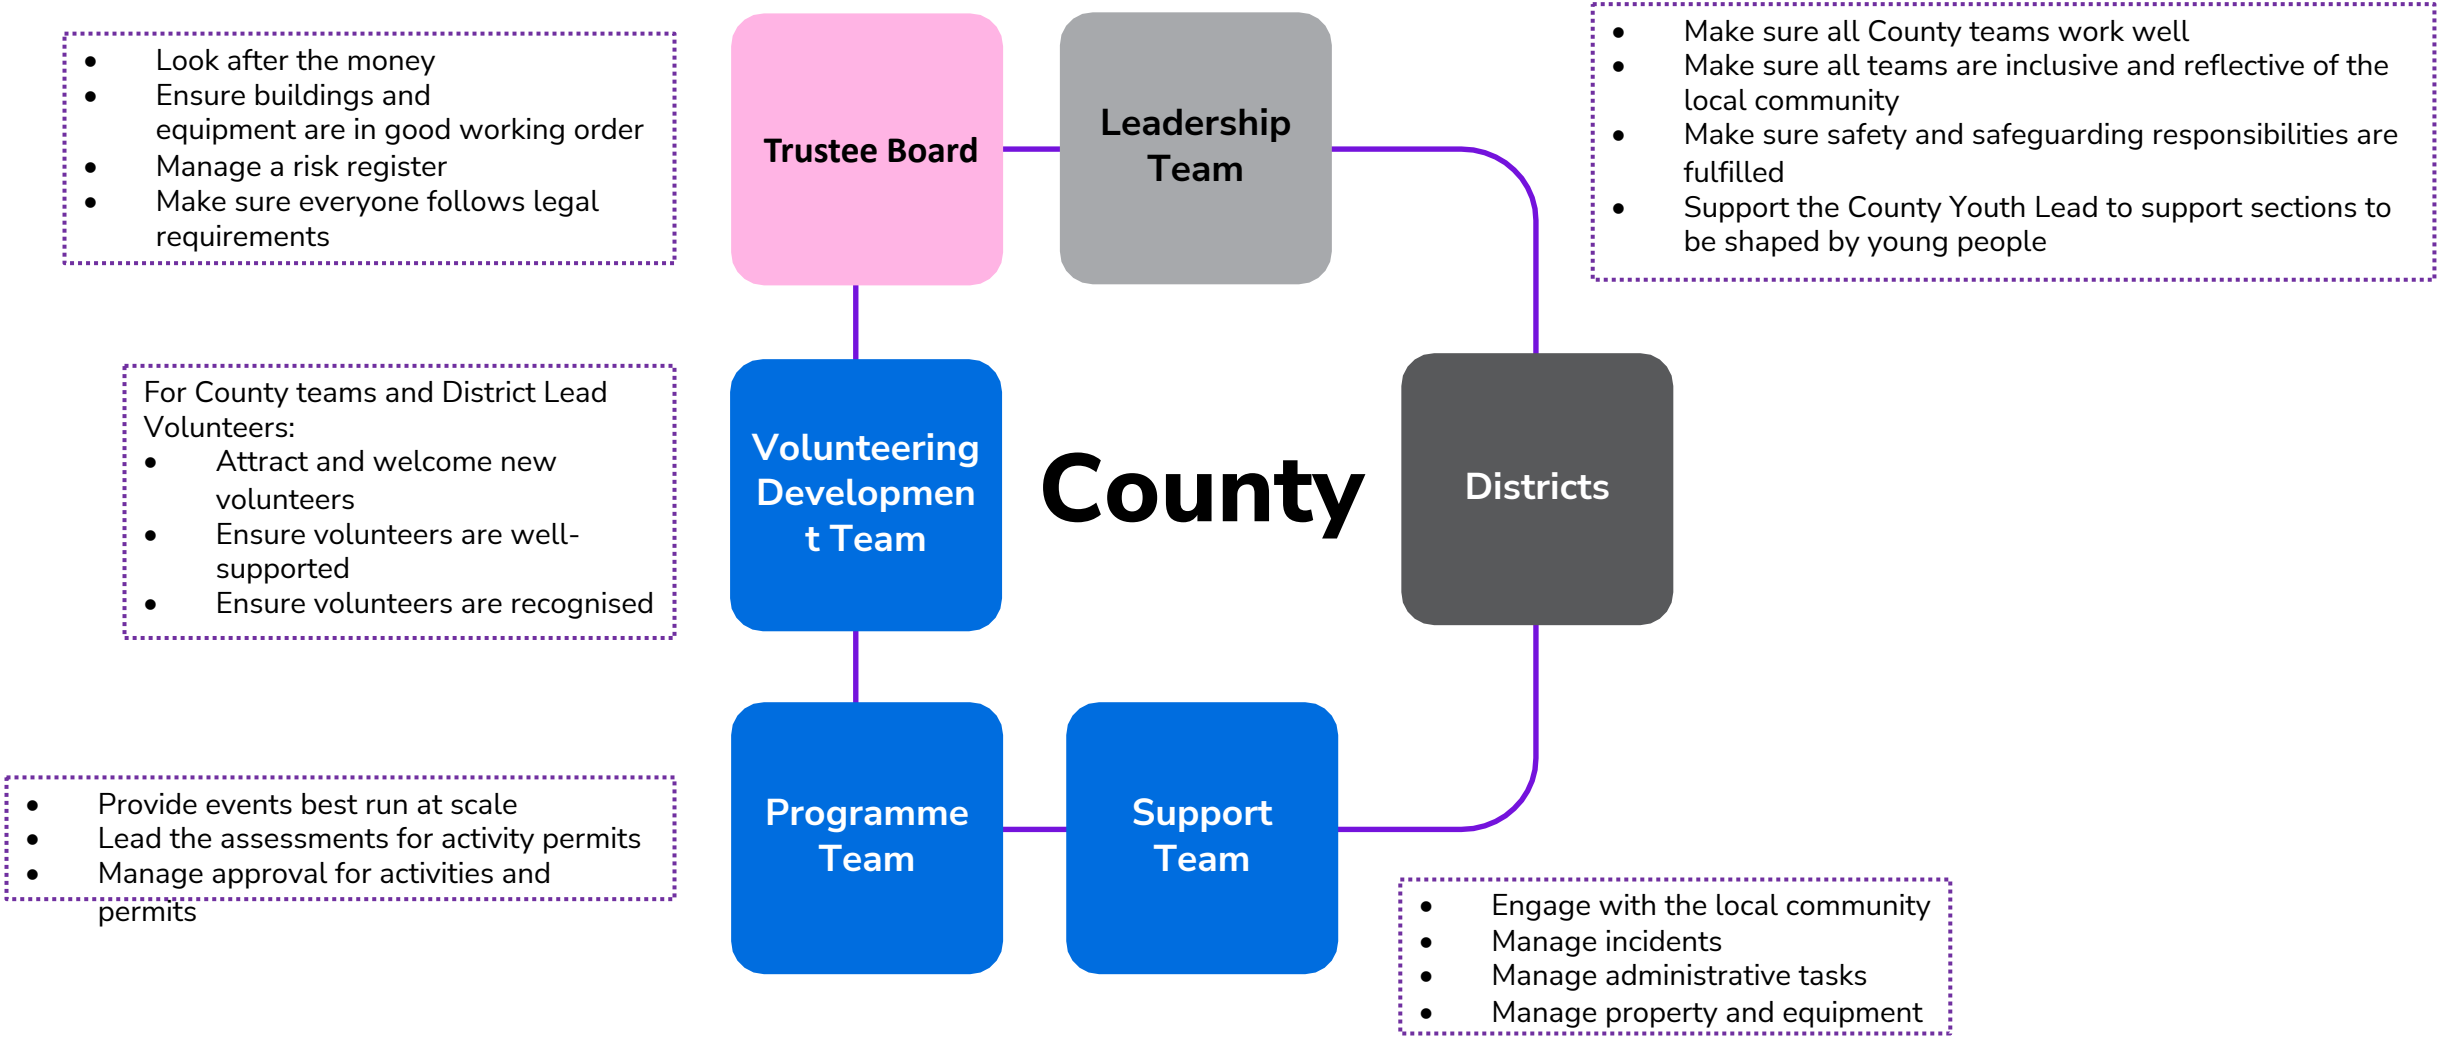 • Look after the money
• Ensure buildings and
equipment are in good working order
• Manage a risk register
• Make sure everyone follows legal
requirements
Trustee Board
Leadership
Team
• Make sure all County teams work well
• Make sure all teams are inclusive and reflective of the
local community
• Make sure safety and safeguarding responsibilities are
fulfilled
• Support the County Youth Lead to support sections to
be shaped by young people
For County teams and District Lead
Volunteers:
• Attract and welcome new
volunteers
• Ensure volunteers are well-
supported
• Ensure volunteers are recognised
Volunteering
Developmen
t Team
County
Districts
• Provide events best run at scale
• Lead the assessments for activity permits
• Manage approval for activities and
permits
Programme
Team
Support
Team
• Engage with the local community
• Manage incidents
• Manage administrative tasks
• Manage property and equipment